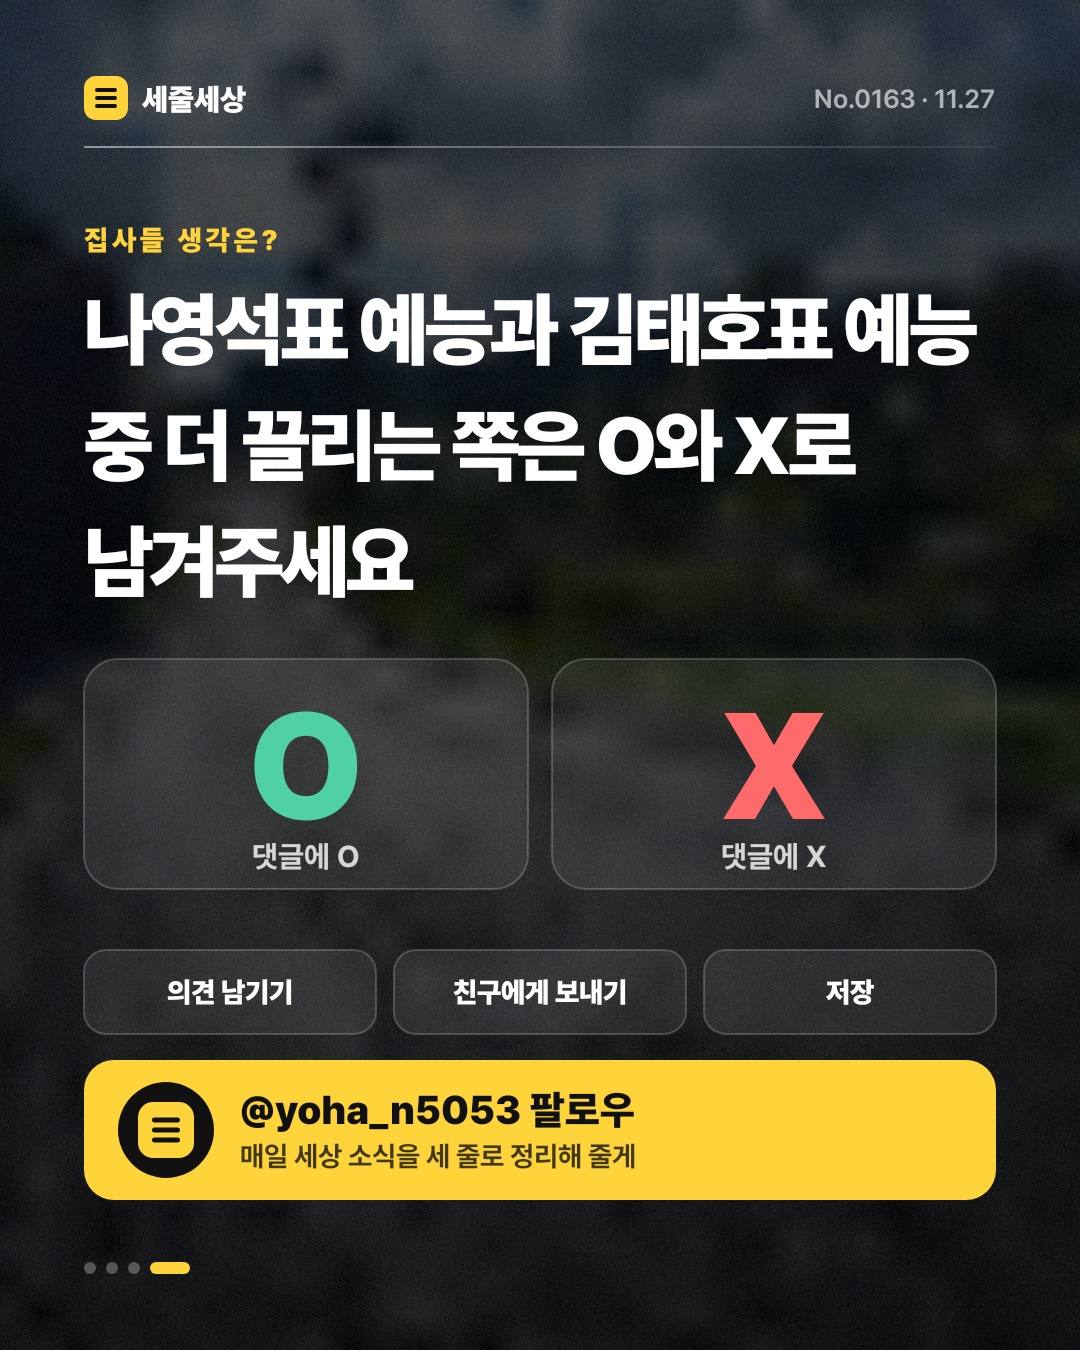 세줄세상
No.0163 · 11.27
집사들 생각은?
나영석표 예능과 김태호표 예능
중 더 끌리는 쪽은 O와 X로
남겨주세요
O
X
댓글에 O
댓글에 X
의견 남기기
친구에게 보내기
저장
@yoha_n5053 팔로우
매일 세상 소식을 세 줄로 정리해 줄게